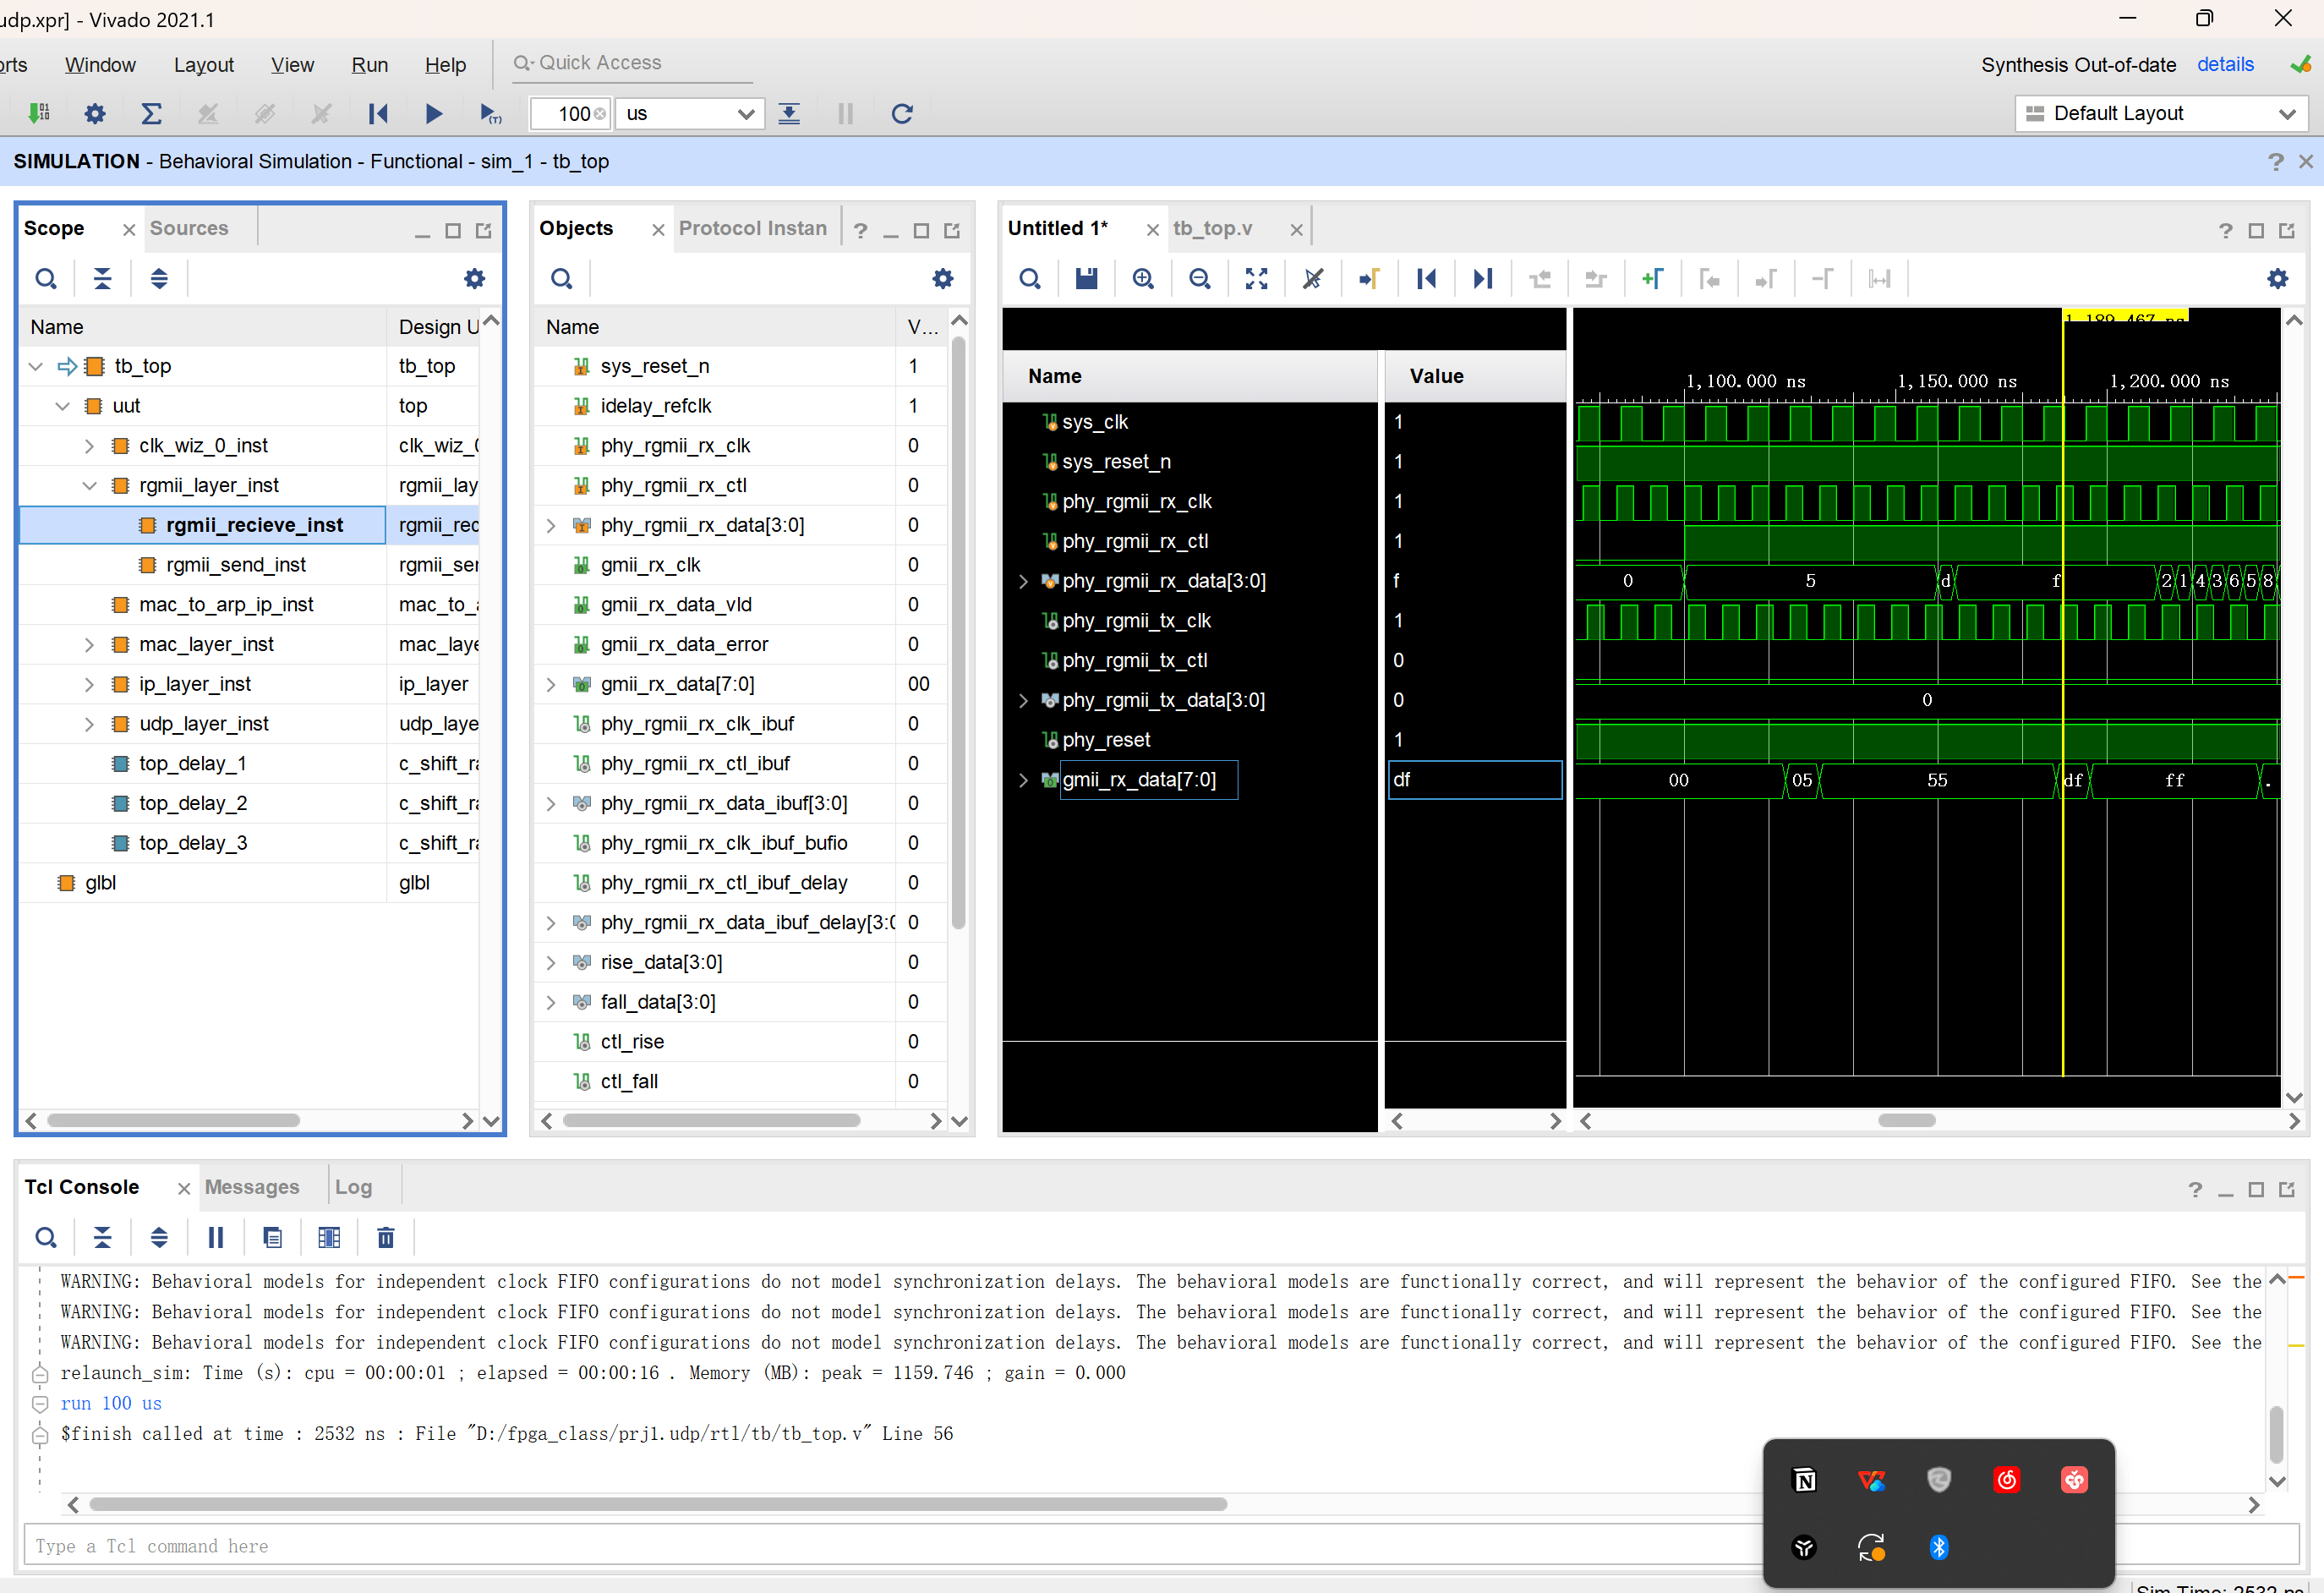 udp.xpr] - Vivado 2021.1
orts Window Layout View Run Help Quick Access Synthesis Out-of-date details
100 us Default Layout
SIMULATION - Behavioral Simulation - Functional - sim_1 - tb_top
Scope Sources
Name Design U
tb_top tb_top
uut top
clk_wiz_0_inst clk_wiz_0
rgmii_layer_inst rgmii_lay
rgmii_recieve_inst rgmii_rec
rgmii_send_inst rgmii_ser
mac_to_arp_ip_inst mac_to_a
mac_layer_inst mac_laye
ip_layer_inst ip_layer
udp_layer_inst udp_laye
top_delay_1 c_shift_ra
top_delay_2 c_shift_ra
top_delay_3 c_shift_ra
glbl glbl
Objects Protocol Instan
Name V...
sys_reset_n 1
idelay_refclk 1
phy_rgmii_rx_clk 0
phy_rgmii_rx_ctl 0
phy_rgmii_rx_data[3:0] 0
gmii_rx_clk 0
gmii_rx_data_vld 0
gmii_rx_data_error 0
gmii_rx_data[7:0] 00
phy_rgmii_rx_clk_ibuf 0
phy_rgmii_rx_ctl_ibuf 0
phy_rgmii_rx_data_ibuf[3:0] 0
phy_rgmii_rx_clk_ibuf_bufio 0
phy_rgmii_rx_ctl_ibuf_delay 0
phy_rgmii_rx_data_ibuf_delay[3:0 0
rise_data[3:0] 0
fall_data[3:0] 0
ctl_rise 0
ctl_fall 0
Untitled 1* tb_top.v
1,189.467 ns
Name Value 1,100.000 ns 1,150.000 ns 1,200.000 ns
sys_clk 1
sys_reset_n 1
phy_rgmii_rx_clk 1
phy_rgmii_rx_ctl 1
phy_rgmii_rx_data[3:0] f 0 5 d f 2 1 4 3 6 5 8
phy_rgmii_tx_clk 1
phy_rgmii_tx_ctl 0
phy_rgmii_tx_data[3:0] 0 0
phy_reset 1
gmii_rx_data[7:0] df 00 05 55 df ff .
Tcl Console Messages Log
WARNING: Behavioral models for independent clock FIFO configurations do not model synchronization delays. The behavioral models are functionally correct, and will represent the behavior of the configured FIFO. See the
WARNING: Behavioral models for independent clock FIFO configurations do not model synchronization delays. The behavioral models are functionally correct, and will represent the behavior of the configured FIFO. See the
WARNING: Behavioral models for independent clock FIFO configurations do not model synchronization delays. The behavioral models are functionally correct, and will represent the behavior of the configured FIFO. See the
relaunch_sim: Time (s): cpu = 00:00:01 ; elapsed = 00:00:16 . Memory (MB): peak = 1159.746 ; gain = 0.000
run 100 us
$finish called at time : 2532 ns : File "D:/fpga_class/prj1.udp/rtl/tb/tb_top.v" Line 56
Type a Tcl command here
Sim Time: 2532 ns